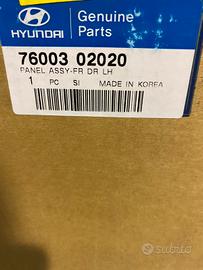 HYUNDAI
Genuine
Parts
76003 02020
PANEL ASSY-FR DR LH
1 PC SI MADE IN KOREA
subito